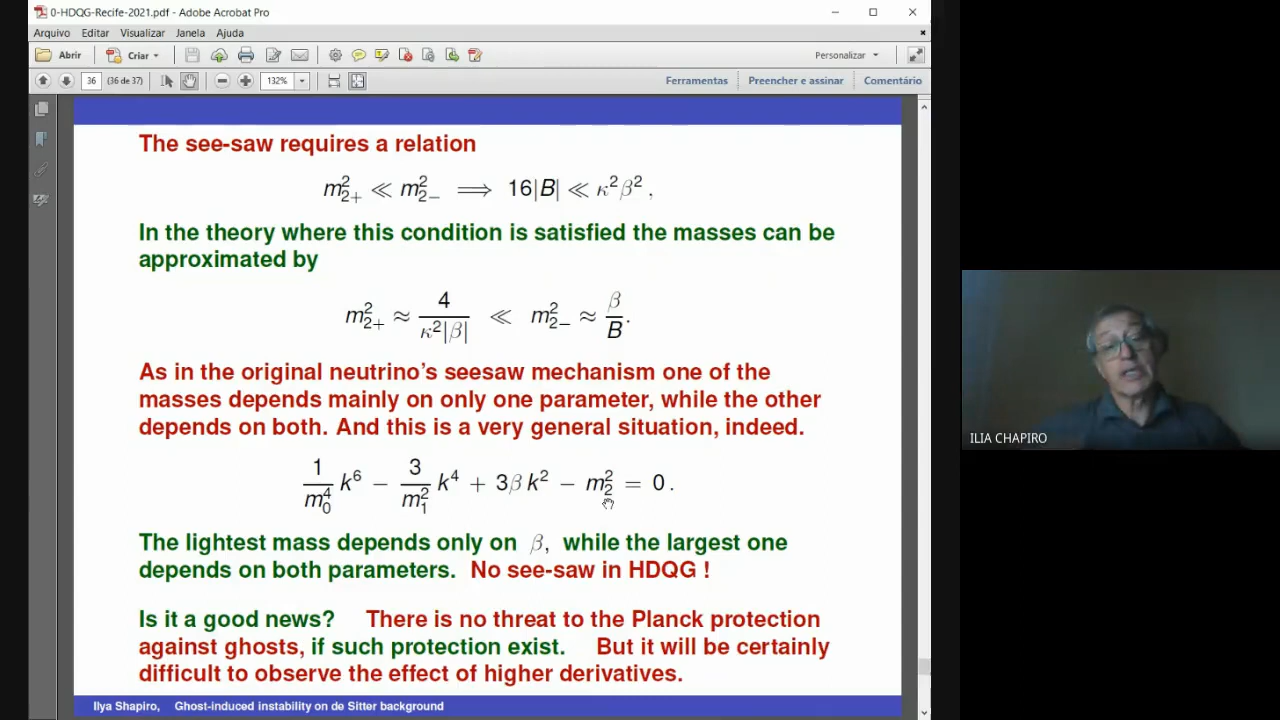 0-HDQG-Recife-2021.pdf - Adobe Acrobat Pro
Arquivo Editar Visualizar Janela Ajuda
Abrir Criar Personalizar
36 (36 de 37) 132% Ferramentas Preencher e assinar Comentário
The see-saw requires a relation
m²₂₊ ≪ m²₂₋ ⟹ 16|B| ≪ κ²β² ,
In the theory where this condition is satisfied the masses can be
approximated by
m²₂₊ ≈ 4/(κ²|β|) ≪ m²₂₋ ≈ β/B.
As in the original neutrino's seesaw mechanism one of the
masses depends mainly on only one parameter, while the other
depends on both. And this is a very general situation, indeed.
1/m₀⁴ k⁶ − 3/m₁² k⁴ + 3β k² − m₂² = 0 .
The lightest mass depends only on β, while the largest one
depends on both parameters. No see-saw in HDQG !
Is it a good news? There is no threat to the Planck protection
against ghosts, if such protection exist. But it will be certainly
difficult to observe the effect of higher derivatives.
Ilya Shapiro, Ghost-induced instability on de Sitter background
ILIA CHAPIRO